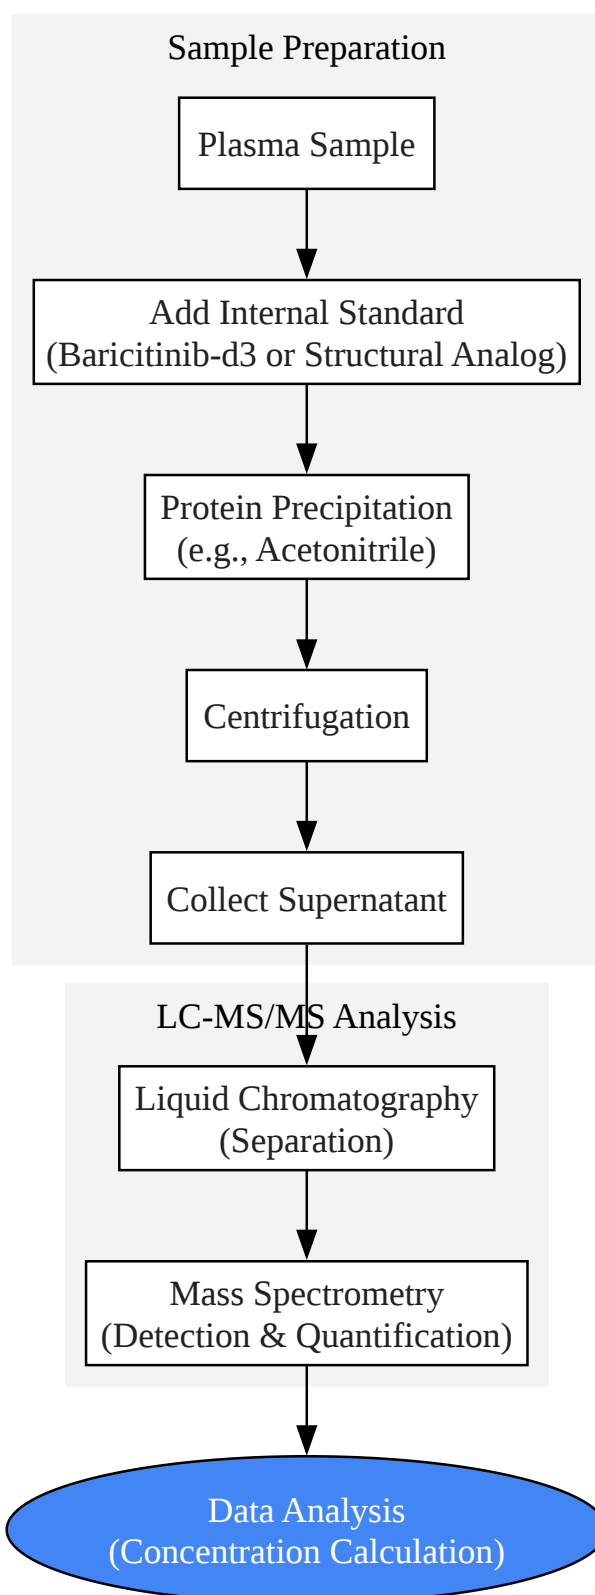 Sample Preparation
Plasma Sample
Add Internal Standard
(Baricitinib-d3 or Structural Analog)
Protein Precipitation
(e.g., Acetonitrile)
Centrifugation
Collect Supernatant
LC-MS/MS Analysis
Liquid Chromatography
(Separation)
Mass Spectrometry
(Detection & Quantification)
Data Analysis
(Concentration Calculation)